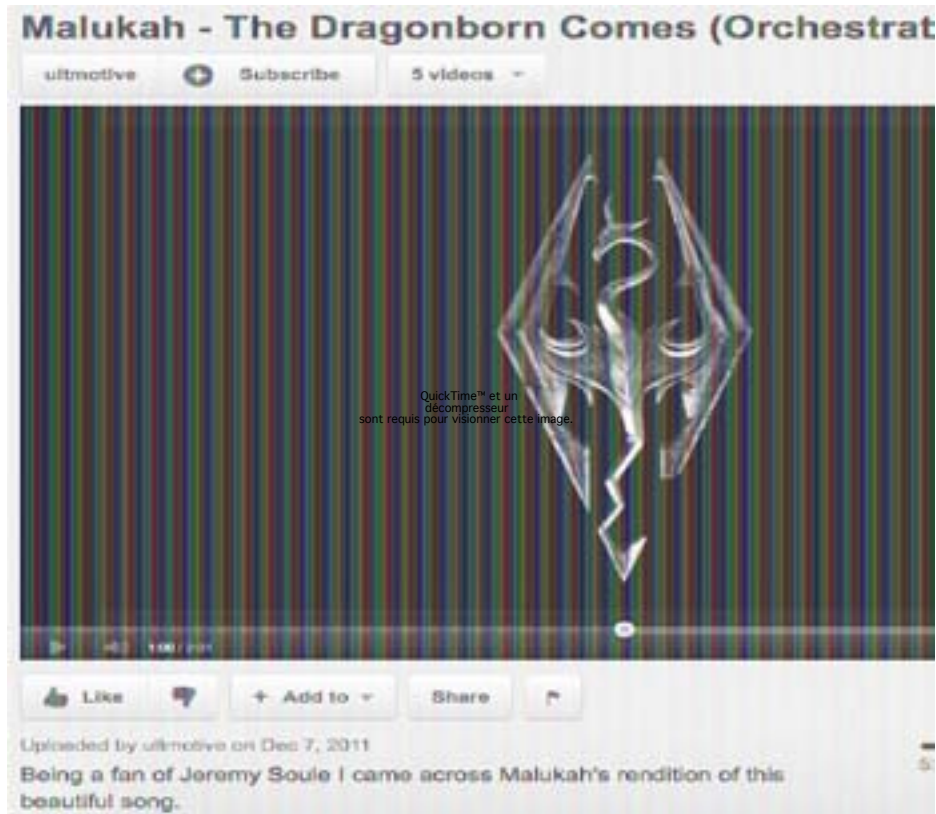 Malukah - The Dragonborn Comes (Orchestrat
ultmotive Subscribe 5 videos
QuickTime™ et un
décompresseur
sont requis pour visionner cette image.
1:00 /
Like + Add to Share
Uploaded by ultmotive on Dec 7, 2011
Being a fan of Jeremy Soule I came across Malukah's rendition of this
beautiful song.